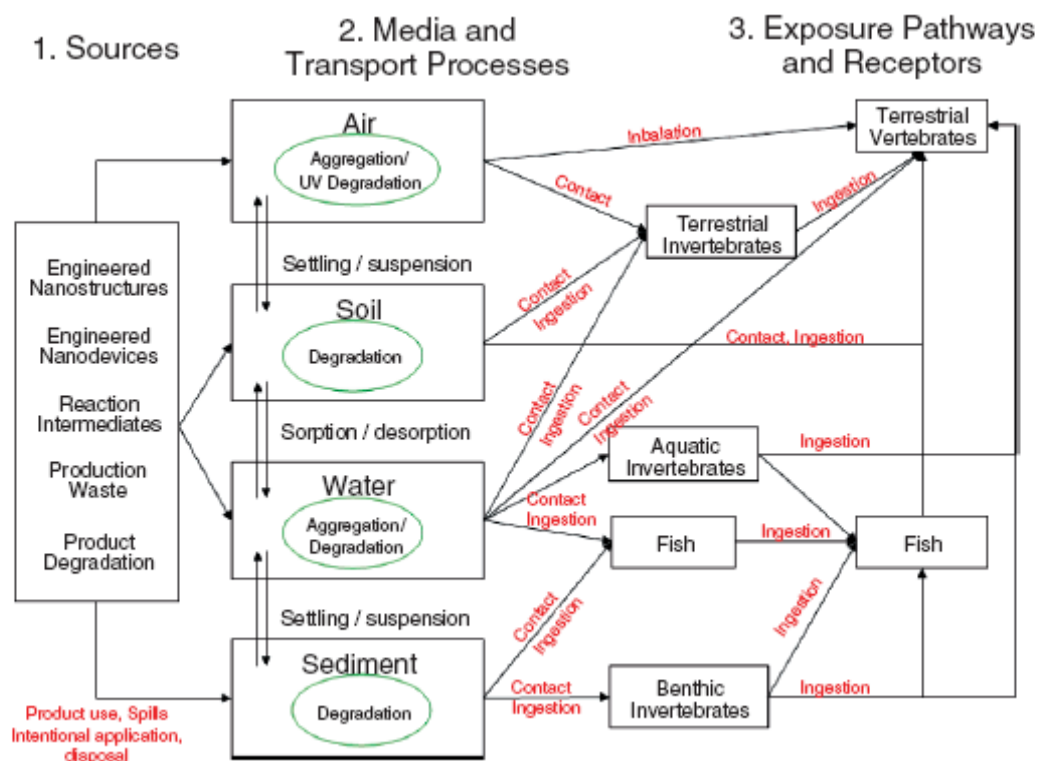 1. Sources
2. Media and
Transport Processes
3. Exposure Pathways
and Receptors
Engineered
Nanostructures
Engineered
Nanodevices
Reaction
Intermediates
Production
Waste
Product
Degradation
Product use, Spills
Intentional application,
disposal
Air
Aggregation/
UV Degradation
Settling / suspension
Soil
Degradation
Sorption / desorption
Water
Aggregation/
Degradation
Settling / suspension
Sediment
Degradation
Inbalation
Contact
Contact
Ingestion
Contact
Ingestion
Contact
Ingestion
Contact
Ingestion
Contact
Ingestion
Contact
Ingestion
Terrestrial
Vertebrates
Ingestion
Terrestrial
Invertebrates
Contact, Ingestion
Aquatic
Invertebrates
Ingestion
Fish
Ingestion
Fish
Ingestion
Benthic
Invertebrates
Ingestion